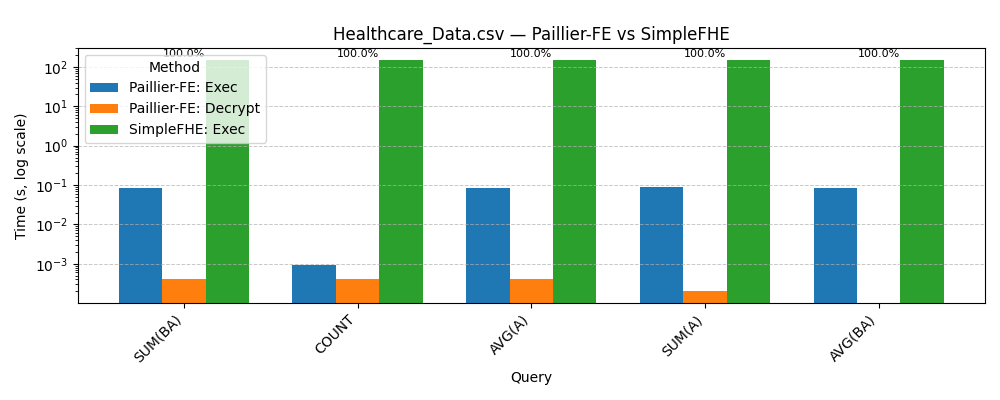 Healthcare_Data.csv — Paillier-FE vs SimpleFHE
100.0%
100.0%
100.0%
100.0%
100.0%
Method
Paillier-FE: Exec
Paillier-FE: Decrypt
SimpleFHE: Exec
Time (s, log scale)
10²
10¹
10⁰
10⁻¹
10⁻²
10⁻³
SUM(BA)
COUNT
AVG(A)
SUM(A)
AVG(BA)
Query